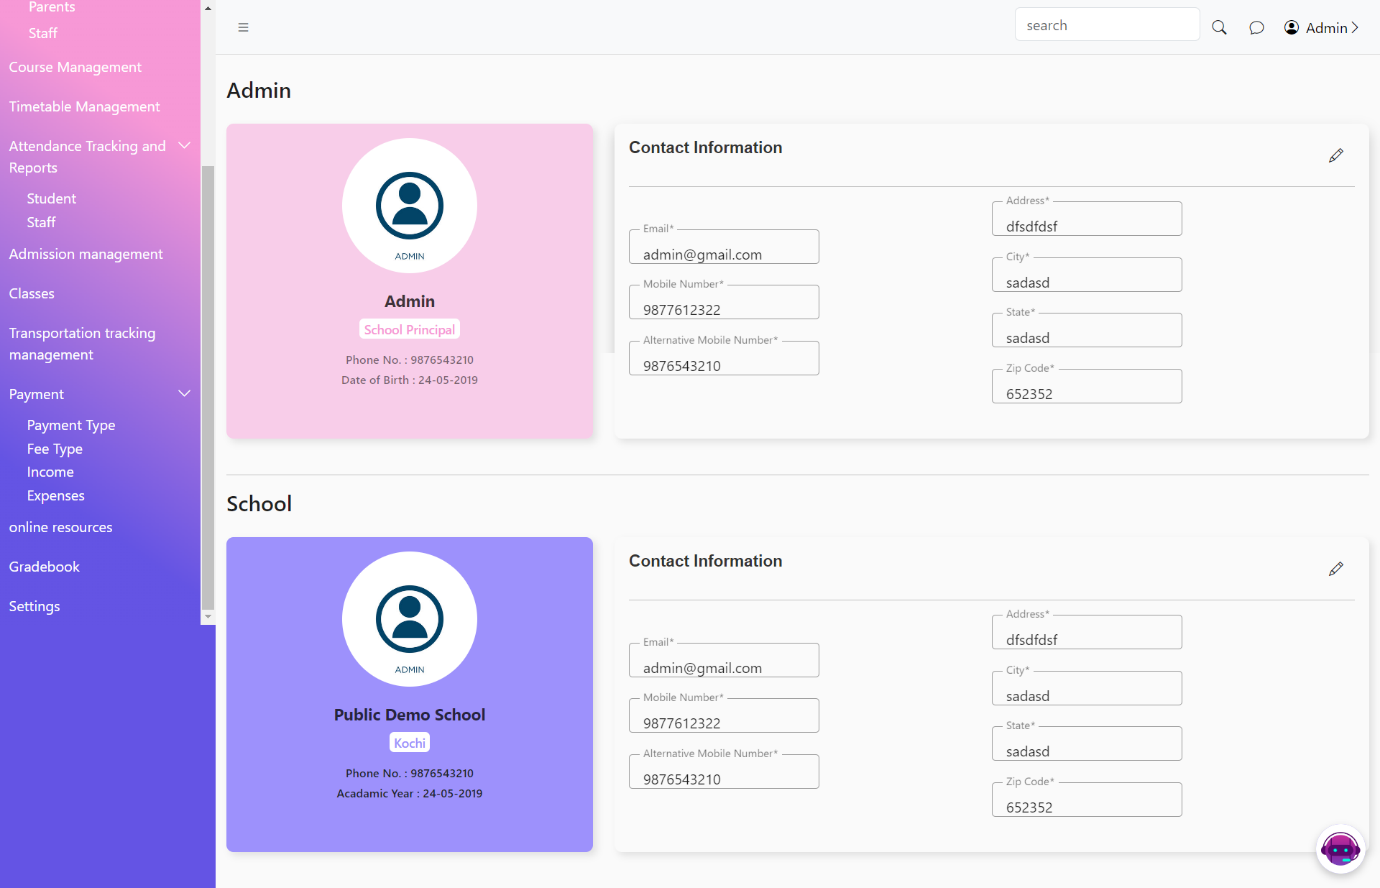 Parents
Staff
Course Management
Timetable Management
Attendance Tracking and
Reports
Student
Staff
Admission management
Classes
Transportation tracking
management
Payment
Payment Type
Fee Type
Income
Expenses
online resources
Gradebook
Settings
search
Admin
Admin
ADMIN
Admin
School Principal
Phone No. : 9876543210
Date of Birth : 24-05-2019
Contact Information
Email*
admin@gmail.com
Mobile Number*
9877612322
Alternative Mobile Number*
9876543210
Address*
dfsdfdsf
City*
sadasd
State*
sadasd
Zip Code*
652352
School
ADMIN
Public Demo School
Kochi
Phone No. : 9876543210
Acadamic Year : 24-05-2019
Contact Information
Email*
admin@gmail.com
Mobile Number*
9877612322
Alternative Mobile Number*
9876543210
Address*
dfsdfdsf
City*
sadasd
State*
sadasd
Zip Code*
652352